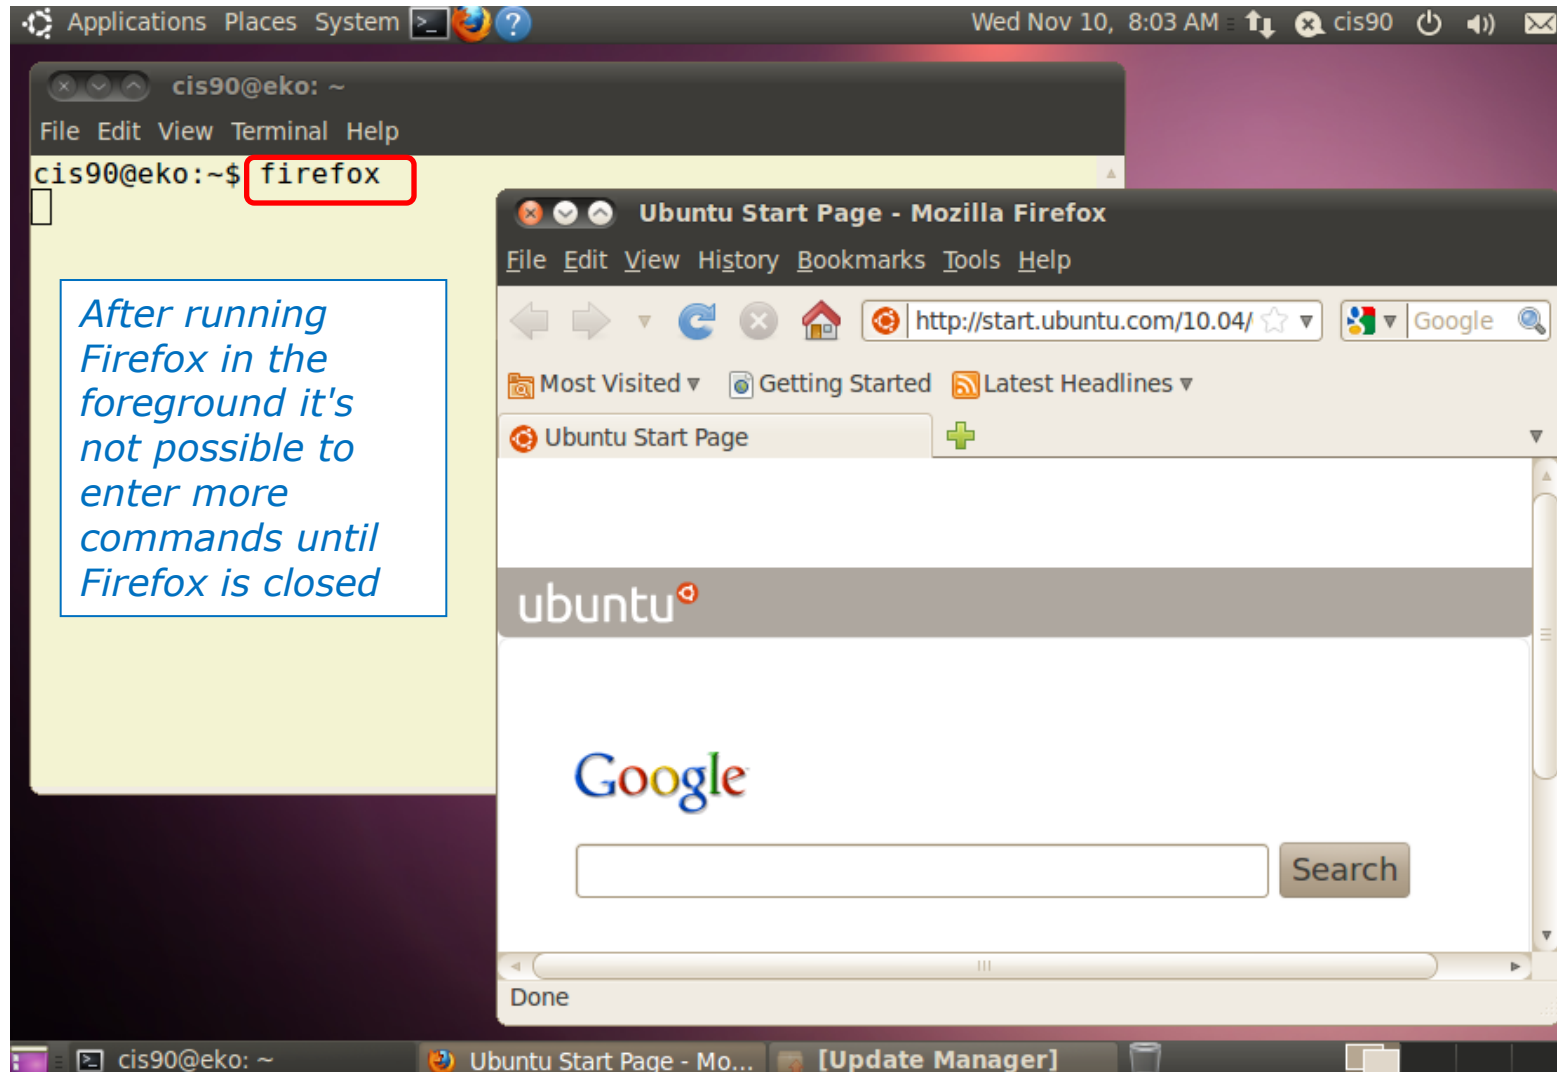 Applications Places System Wed Nov 10, 8:03 AM cis90
cis90@eko: ~
File Edit View Terminal Help
cis90@eko:~$ firefox
After running
Firefox in the
foreground it's
not possible to
enter more
commands until
Firefox is closed
Ubuntu Start Page - Mozilla Firefox
File Edit View History Bookmarks Tools Help
http://start.ubuntu.com/10.04/ Google
Most Visited Getting Started Latest Headlines
Ubuntu Start Page
ubuntu
Google
Search
Done
cis90@eko: ~ Ubuntu Start Page - Mo... [Update Manager]